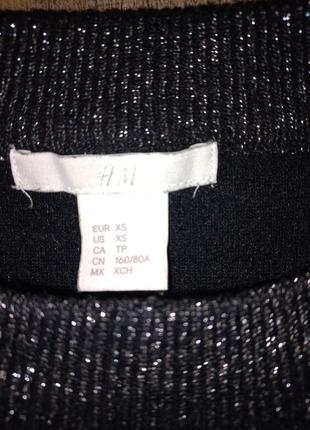 H M
EUR XS
US XS
CA TP
CN 160/80A
MX XCH